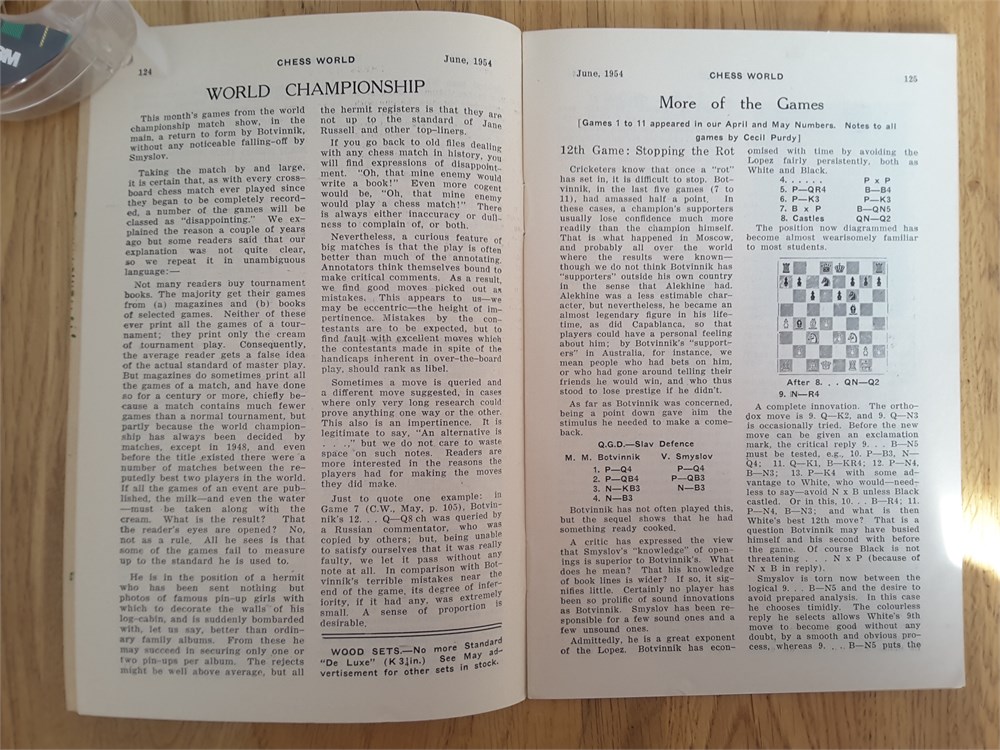 3M
124
CHESS WORLD
June, 1954
WORLD CHAMPIONSHIP
This month's games from the world
championship match show, in the
main, a return to form by Botvinnik,
without any noticeable falling-off by
Smyslov.
Taking the match by and large,
it is certain that, as with every cross-
board chess match ever played since
they began to be completely record-
ed, a number of the games will be
classed as "disappointing." We ex-
plained the reason a couple of years
ago but some readers said that our
explanation was not quite clear,
so we repeat it in unambiguous
language:—
Not many readers buy tournament
books. The majority get their games
from (a) magazines and (b) books
of selected games. Neither of these
ever print all the games of a tour-
nament; they print only the cream
of tournament play. Consequently,
the average reader gets a false idea
of the actual standard of master play.
But magazines do sometimes print all
the games of a match, and have done
so for a century or more, chiefly be-
cause a match contains much fewer
games than a normal tournament, but
partly because the world champion-
ship has always been decided by
matches, except in 1948, and even
before the title existed there were a
number of matches between the re-
putedly best two players in the world.
If all the games of an event are pub-
lished, the milk—and even the water
—must be taken along with the
cream. What is the result? That
the reader's eyes are opened? No,
not as a rule. All he sees is that
some of the games fail to measure
up to the standard he is used to.
He is in the position of a hermit
who has been sent nothing but
photos of famous pin-up girls with
which to decorate the walls of his
log-cabin, and is suddenly bombarded
with, let us say, better than ordin-
ary family albums. From these he
may succeed in securing only one or
two pin-ups per album. The rejects
might be well above average, but all
the hermit registers is that they are
not up to the standard of Jane
Russell and other top-liners.
If you go back to old files dealing
with any chess match in history, you
will find expressions of disappoint-
ment. "Oh, that mine enemy would
write a book!" Even more cogent
would be, "Oh, that mine enemy
would play a chess match!" There
is always either inaccuracy or dull-
ness to complain of, or both.
Nevertheless, a curious feature of
big matches is that the play is often
better than much of the annotating.
Annotators think themselves bound to
make critical comments. As a result,
we find good moves picked out as
mistakes. This appears to us—we
may be eccentric—the height of im-
pertinence. Mistakes by the con-
testants are to be expected, but to
find fault with excellent moves which
the contestants made in spite of the
handicaps inherent in over-the-board
play, should rank as libel.
Sometimes a move is queried and
a different move suggested, in cases
where only very long research could
prove anything one way or the other.
This also is an impertinence. It is
legitimate to say, "An alternative is
. . . ." but we do not care to waste
space on such notes. Readers are
more interested in the reasons the
players had for making the moves
they did make.
Just to quote one example: in
Game 7 (C.W., May, p. 105), Botvin-
nik's 12. . . Q—Q8 ch was queried by
a Russian commentator, who was
copied by others; but, being unable
to satisfy ourselves that it was really
faulty, we let it pass without any
note at all. In comparison with Bot-
vinnik's terrible mistakes near the
end of the game, its degree of infer-
iority, if it had any, was extremely
small. A sense of proportion is
desirable.
WOOD SETS.—No more Standard
"De Luxe" (K 3¾in.) See May ad-
vertisement for other sets in stock.
June, 1954
CHESS WORLD
125
More of the Games
[Games 1 to 11 appeared in our April and May Numbers. Notes to all
games by Cecil Purdy]
12th Game: Stopping the Rot
Cricketers know that once a "rot"
has set in, it is difficult to stop. Bot-
vinnik, in the last five games (7 to
11), had amassed half a point. In
these cases, a champion's supporters
usually lose confidence much more
readily than the champion himself.
That is what happened in Moscow,
and probably all over the world
where the results were known—
though we do not think Botvinnik has
"supporters" outside his own country
in the sense that Alekhine had.
Alekhine was a less estimable char-
acter, but nevertheless, he became an
almost legendary figure in his life-
time, as did Capablanca, so that
players could have a personal feeling
about him; by Botvinnik's "support-
ers" in Australia, for instance, we
mean people who had bets on him,
or who had gone around telling their
friends he would win, and who thus
stood to lose prestige if he didn't.
As far as Botvinnik was concerned,
being a point down gave him the
stimulus he needed to make a come-
back.
Q.G.D.—Slav Defence
M. M. Botvinnik V. Smyslov
1. P—Q4 P—Q4
2. P—QB4 P—QB3
3. N—KB3 N—B3
4. N—B3
Botvinnik has not often played this,
but the sequel shows that he had
something ready cooked.
A critic has expressed the view
that Smyslov's "knowledge" of open-
ings is superior to Botvinnik's. What
does he mean? That his knowledge
of book lines is wider? If so, it sig-
nifies little. Certainly no player has
been so prolific of sound innovations
as Botvinnik. Smyslov has been re-
sponsible for a few sound ones and a
few unsound ones.
Admittedly, he is a great exponent
of the Lopez. Botvinnik has econ-
omised with time by avoiding the
Lopez fairly persistently, both as
White and Black.
4. . . . . . . P x P
5. P—QR4 B—B4
6. P—K3 P—K3
7. B x P B—QN5
8. Castles QN—Q2
The position now diagrammed has
become almost wearisomely familiar
to most students.
After 8. . . QN—Q2
9. N—R4
A complete innovation. The ortho-
dox move is 9. Q—K2, and 9. Q—N3
is occasionally tried. Before the new
move can be given an exclamation
mark, the critical reply 9. . . B—N5
must be tested, e.g., 10. P—B3, N—
Q4; 11. Q—K1, B—KR4; 12. P—N4,
B—N3; 13. P—K4 with some ad-
vantage to White, who would—need-
less to say—avoid N x B unless Black
castled. Or in this, 10. . . B—R4; 11.
P—N4, B—N3; and what is then
White's best 12th move? That is a
question Botvinnik may have busied
himself and his second with before
the game. Of course Black is not
threatening . . . N x P (because of
N x B in reply).
Smyslov is torn now between the
logical 9. . . B—N5 and the desire to
avoid prepared analysis. In this case
he chooses timidly. The colourless
reply he selects allows White's 9th
move to become good without any
doubt, by a smooth and obvious pro-
cess, whereas 9. . . B—N5 puts the